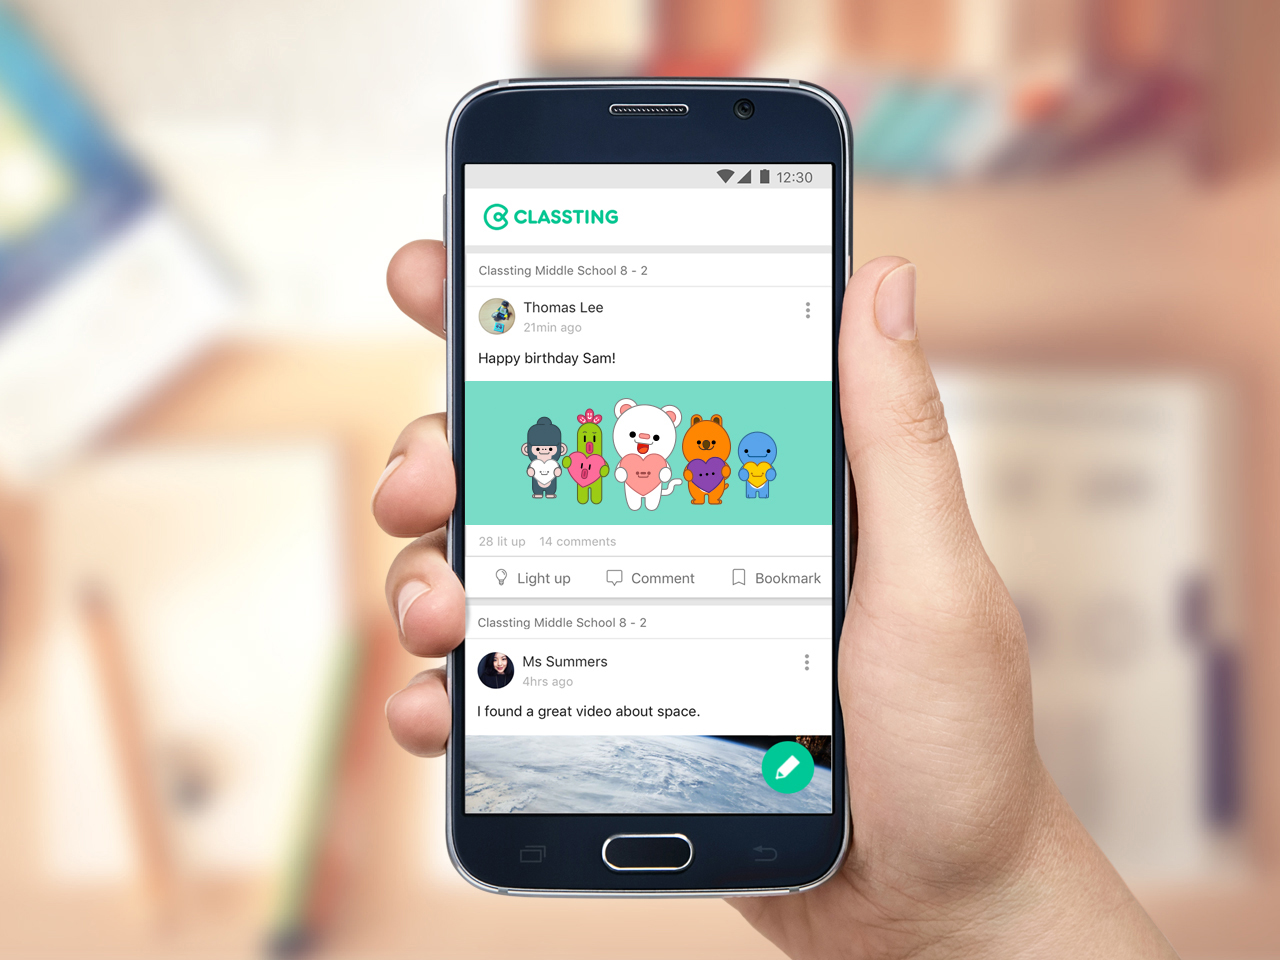 12:30
CLASSTING
Classting Middle School 8 - 2
Thomas Lee
21min ago
Happy birthday Sam!
28 lit up 14 comments
Light up Comment Bookmark
Classting Middle School 8 - 2
Ms Summers
4hrs ago
I found a great video about space.